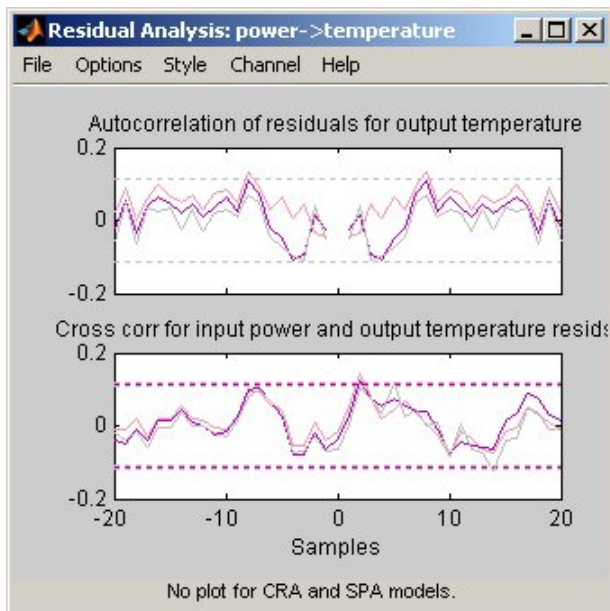 Residual Analysis: power->temperature
File Options Style Channel Help
Autocorrelation of residuals for output temperature
0.2
0
-0.2
Cross corr for input power and output temperature resids
0.2
0
-0.2
-20 -10 0 10 20
Samples
No plot for CRA and SPA models.